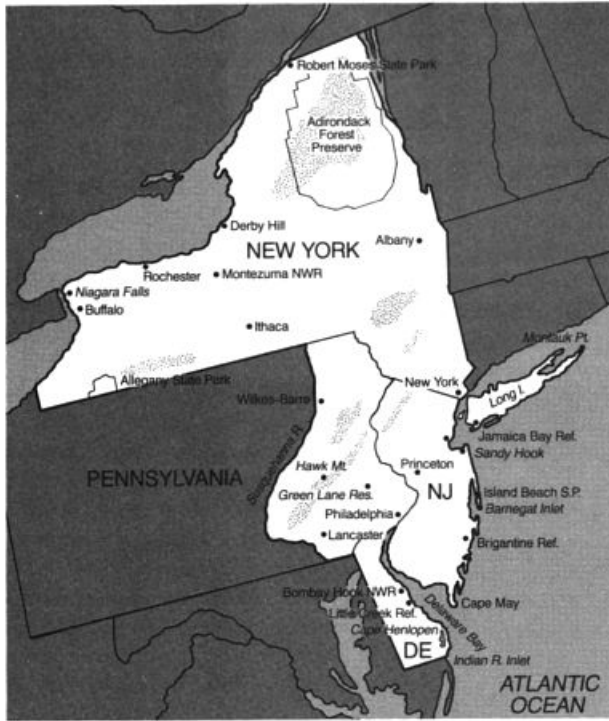 Robert Moses State Park
Adirondack
Forest
Preserve
Derby Hill
NEW YORK
Albany
Rochester
Montezuma NWR
Niagara Falls
Buffalo
Ithaca
Allegany State Park
Montauk Pt.
New York
Long I.
Wilkes-Barre
Susquehanna R.
Jamaica Bay Ref.
Sandy Hook
PENNSYLVANIA
Hawk Mt.
Princeton
Green Lane Res.
NJ
Island Beach S.P.
Barnegat Inlet
Philadelphia
Lancaster
Brigantine Ref.
Bombay Hook NWR
Cape May
Little Creek Ref.
Delaware Bay
Cape Henlopen
DE
Indian R. Inlet
ATLANTIC
OCEAN